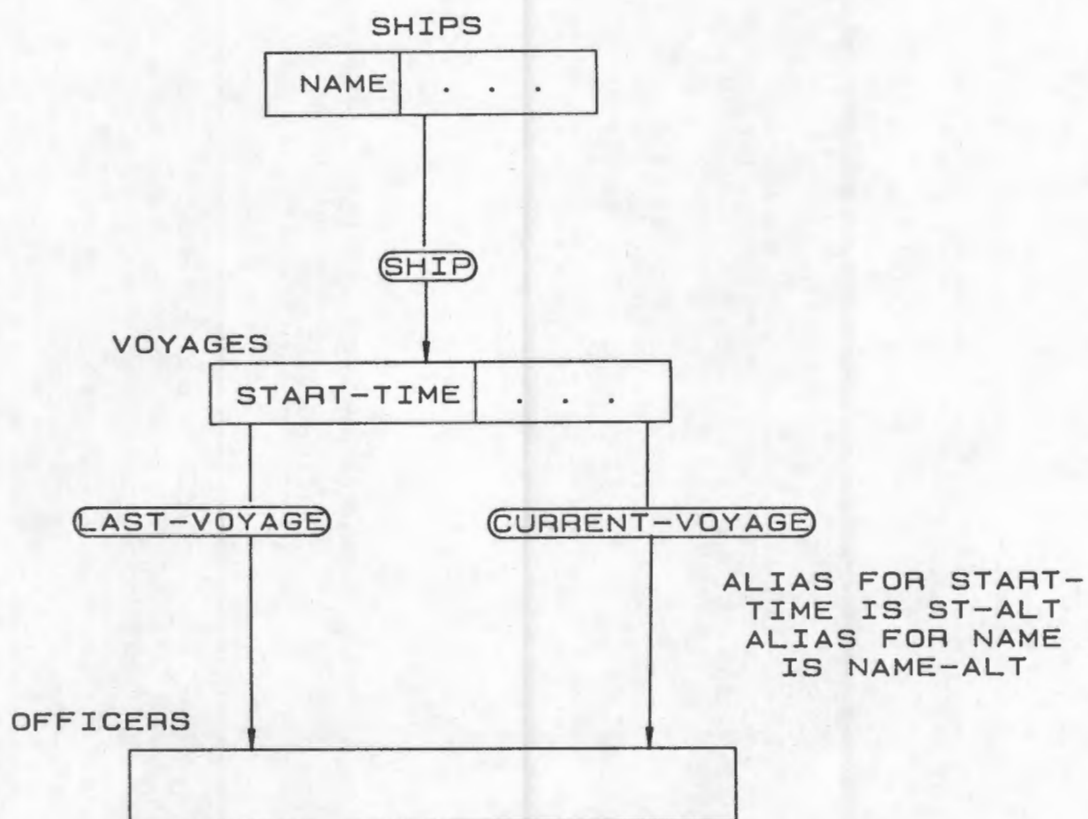 SHIPS
NAME . . .
SHIP
VOYAGES
START-TIME . . .
LAST-VOYAGE
CURRENT-VOYAGE
ALIAS FOR START-
TIME IS ST-ALT
ALIAS FOR NAME
IS NAME-ALT
OFFICERS